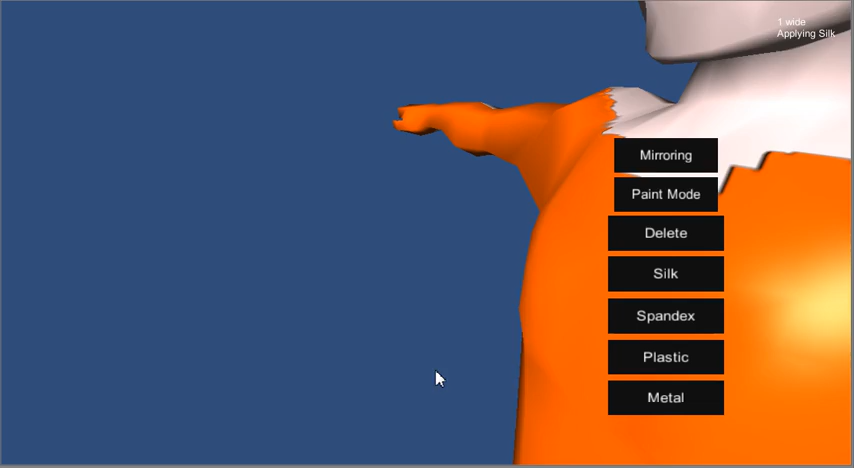 1 wide
Applying Silk
Mirroring
Paint Mode
Delete
Silk
Spandex
Plastic
Metal